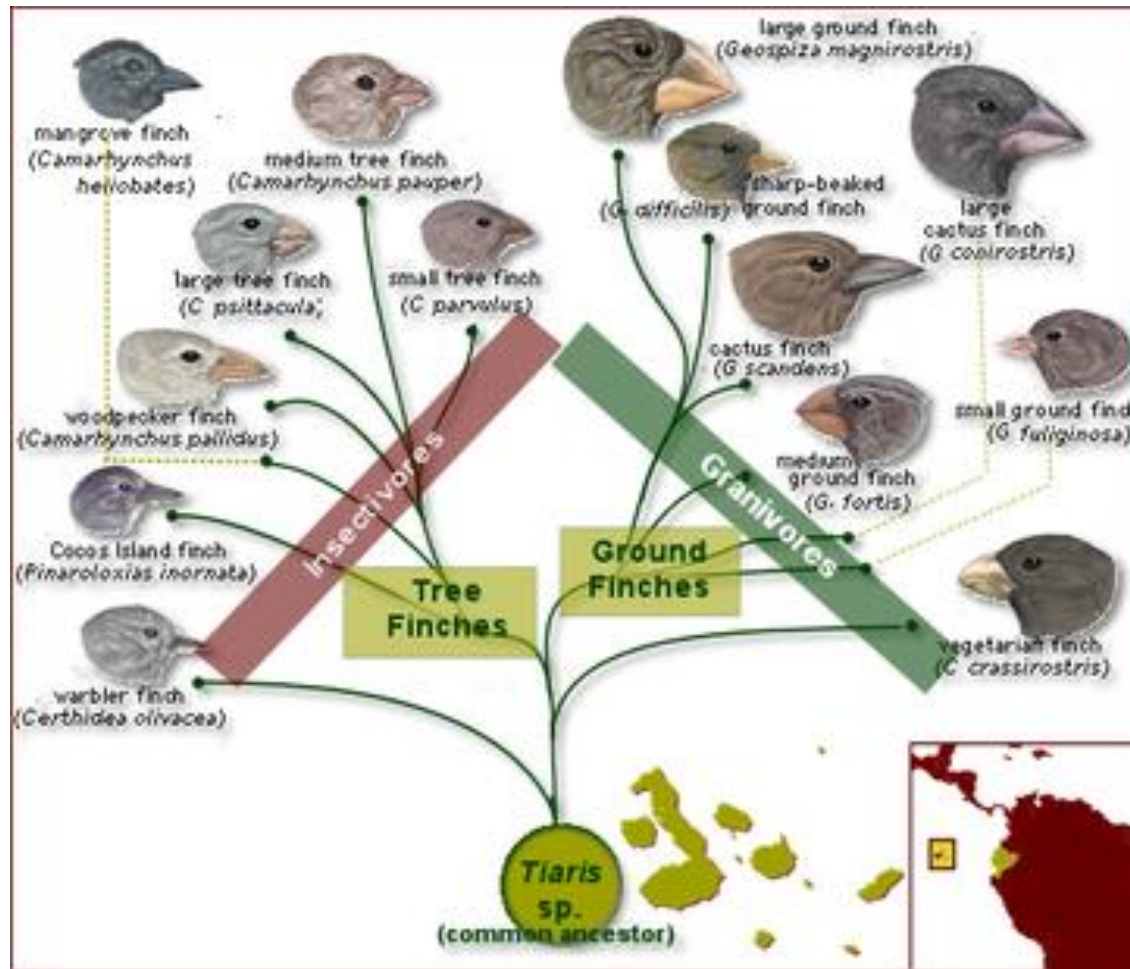 large ground finch
(Geospiza magnirostris)
mangrove finch
(Camarhynchus
heliobates)
medium tree finch
(Camarhynchus pauper)
sharp-beaked
(G. difficilis) ground finch
large
cactus finch
(G conirostris)
large tree finch
(C psittacula)
small tree finch
(C parvulus)
cactus finch
(G scandens)
woodpecker finch
(Camarhynchus pallidus)
small ground find
(G fuliginosa)
medium
ground finch
(G. fortis)
Insectivores
Granivores
Cocos Island finch
(Pinaroloxias inornata)
Tree
Finches
Ground
Finches
vegetarian finch
(C crassirostris)
warbler finch
(Certhidea olivacea)
Tiaris
sp.
(common ancestor)